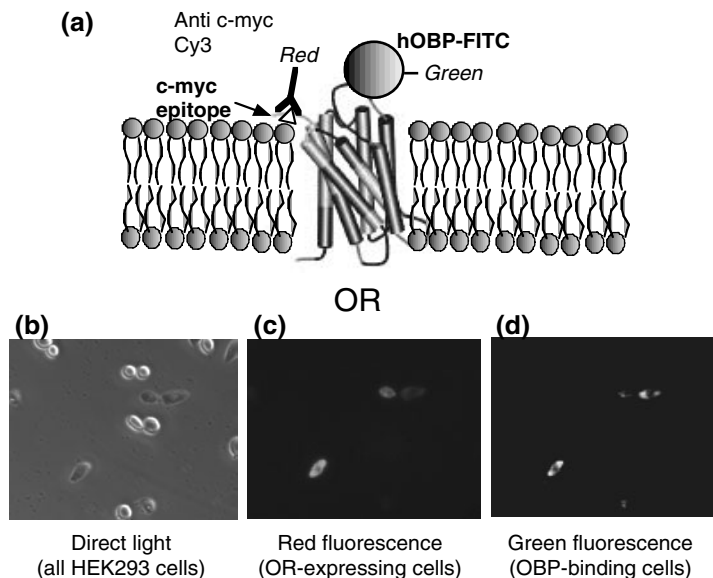 (a)
Anti c-myc
Cy3
Red
hOBP-FITC
Green
c-myc
epitope
OR
(b)
(c)
(d)
Direct light
(all HEK293 cells)
Red fluorescence
(OR-expressing cells)
Green fluorescence
(OBP-binding cells)